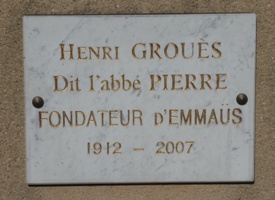 HENRI GROUÈS
Dit l'abbé PIERRE
FONDATEUR D'EMMAÜS
1912 - 2007